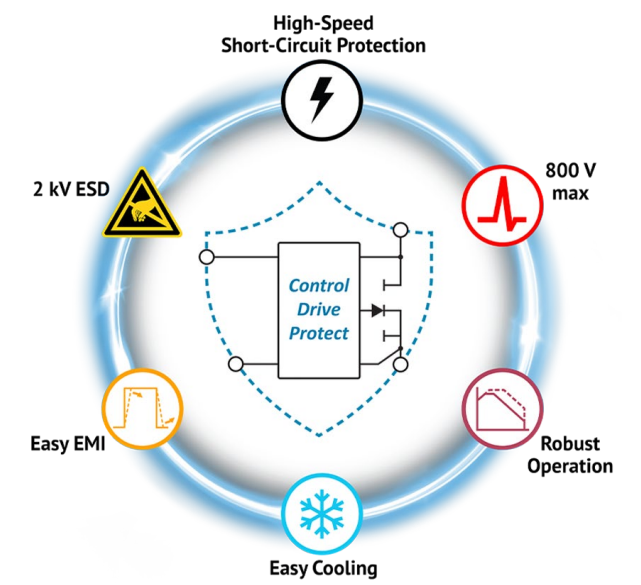 High-Speed
Short-Circuit Protection
800 V
max
2 kV ESD
Control
Drive
Protect
Easy EMI
Robust
Operation
Easy Cooling